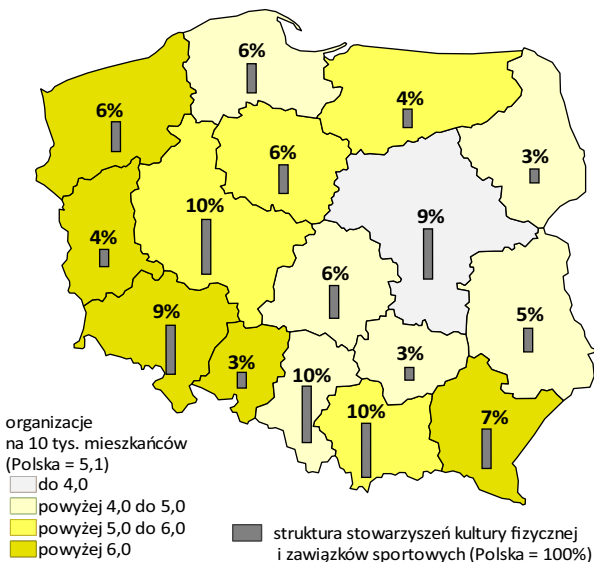 6%
6%
4%
3%
6%
10%
9%
4%
6%
5%
9%
3%
3%
10%
10%
7%
organizacje
na 10 tys. mieszkańców
(Polska = 5,1)
do 4,0
powyżej 4,0 do 5,0
powyżej 5,0 do 6,0
powyżej 6,0
struktura stowarzyszeń kultury fizycznej
i zawiązków sportowych (Polska = 100%)